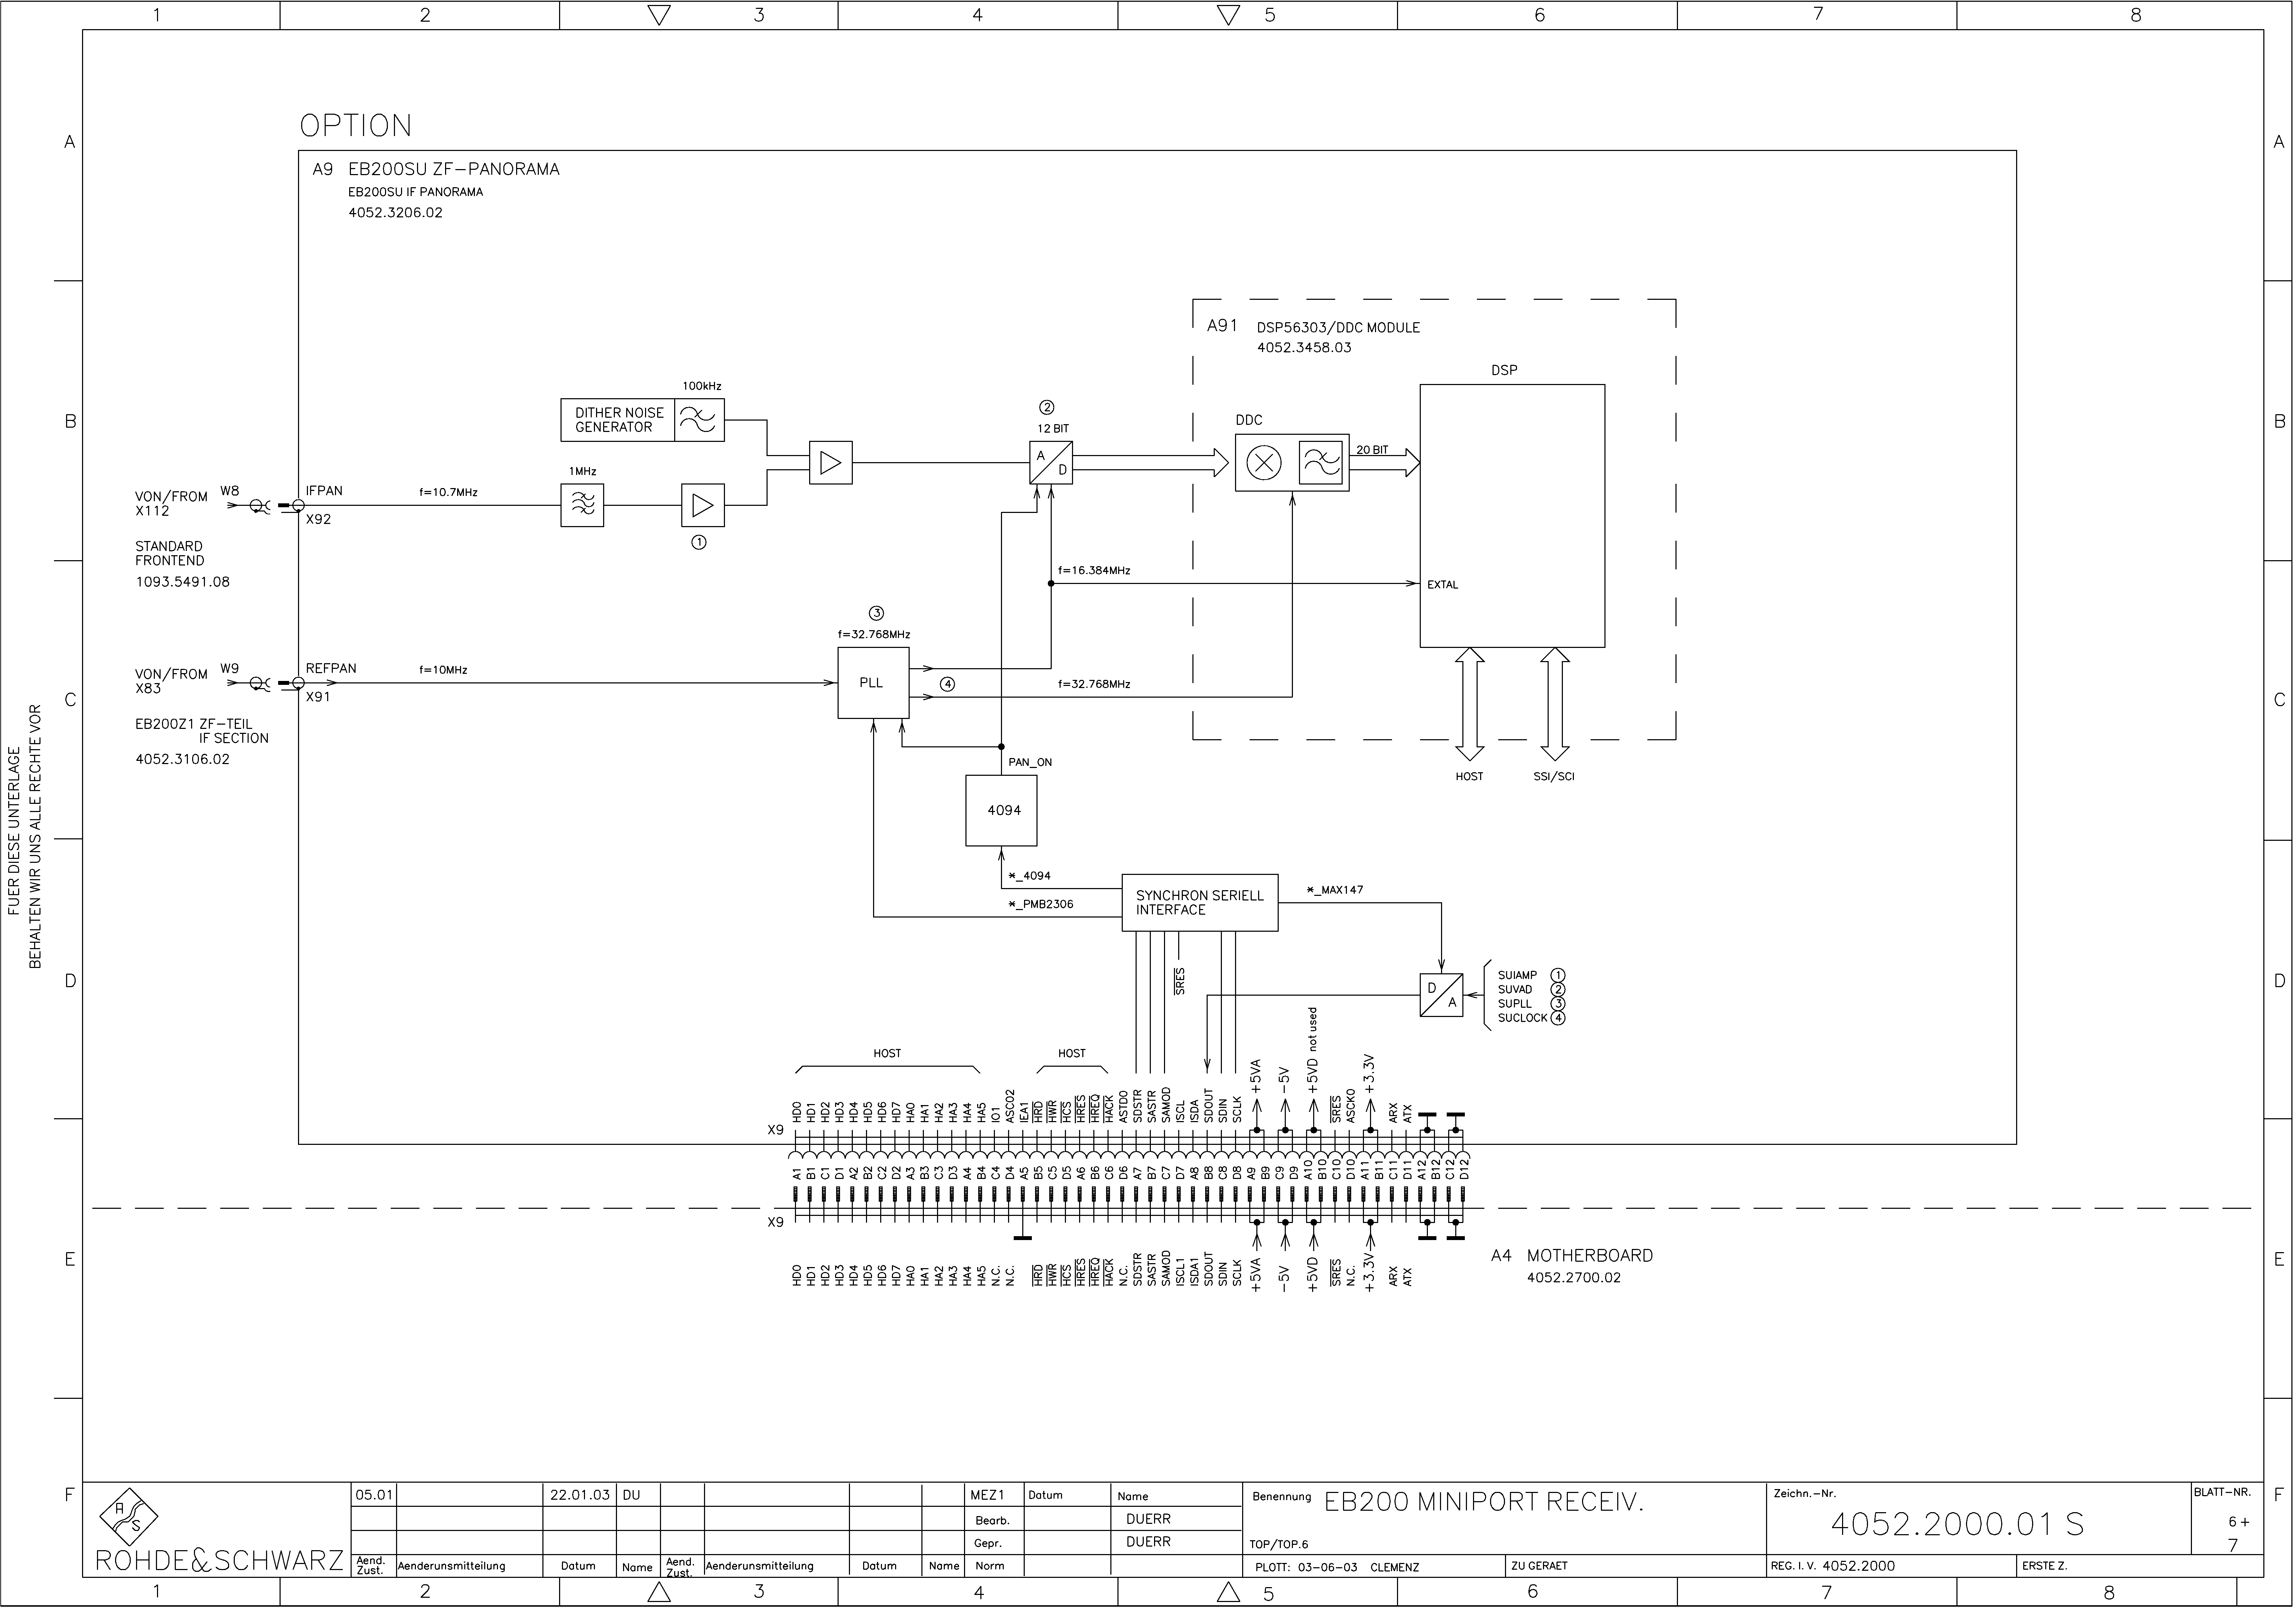 1 2 3 4 5 6 7 8
A
B
C
D
E
F
A
B
C
D
E
F
FUER DIESE UNTERLAGE
BEHALTEN WIR UNS ALLE RECHTE VOR
OPTION
A9 EB200SU ZF-PANORAMA
EB200SU IF PANORAMA
4052.3206.02
A91 DSP56303/DDC MODULE
4052.3458.03
DSP
100kHz
DITHER NOISE
GENERATOR
2
12 BIT
A
D
DDC
20 BIT
1MHz
1
VON/FROM
X112
W8
IFPAN
X92
f=10.7MHz
STANDARD
FRONTEND
1093.5491.08
f=16.384MHz
EXTAL
3
f=32.768MHz
VON/FROM
X83
W9
REFPAN
X91
f=10MHz
PLL
4
f=32.768MHz
EB200Z1 ZF-TEIL
IF SECTION
4052.3106.02
PAN_ON
4094
HOST
SSI/SCI
*_4094
*_PMB2306
SYNCHRON SERIELL
INTERFACE
*_MAX147
SRES
D
A
SUIAMP 1
SUVAD 2
SUPLL 3
SUCLOCK 4
HOST
HOST
HD0 HD1 HD2 HD3 HD4 HD5 HD6 HD7 HA0 HA1 HA2 HA3 HA4 HA5 IO1 ASCO2 IEA1 HRD HWR HCS HRES HREQ HACK ASTD0 SDSTR SASTR SAMOD ISCL ISDA SDOUT SDIN SCLK +5VA -5V +5VD not used SRES ASCK0 +3.3V ARX ATX
X9
A1 B1 C1 D1 A2 B2 C2 D2 A3 B3 C3 D3 A4 B4 C4 D4 A5 B5 C5 D5 A6 B6 C6 D6 A7 B7 C7 D7 A8 B8 C8 D8 A9 B9 C9 D9 A10 B10 C10 D10 A11 B11 C11 D11 A12 B12 C12 D12
X9
HD0 HD1 HD2 HD3 HD4 HD5 HD6 HD7 HA0 HA1 HA2 HA3 HA4 HA5 N.C. N.C. HRD HWR HCS HRES HREQ HACK N.C. SDSTR SASTR SAMOD ISCL1 ISDA1 SDOUT SDIN SCLK +5VA -5V +5VD SRES N.C. +3.3V ARX ATX
A4 MOTHERBOARD
4052.2700.02
R
S
ROHDE&SCHWARZ
05.01 22.01.03 DU
Aend.
Zust. Aenderunsmitteilung Datum Name
Aend.
Zust. Aenderunsmitteilung Datum Name
MEZ1 Datum Name
Bearb. DUERR
Gepr. DUERR
Norm
Benennung EB200 MINIPORT RECEIV.
TOP/TOP.6
PLOTT: 03-06-03 CLEMENZ
ZU GERAET
Zeichn.-Nr.
4052.2000.01 S
REG. I. V. 4052.2000
ERSTE Z.
BLATT-NR.
6 +
7
1 2 3 4 5 6 7 8